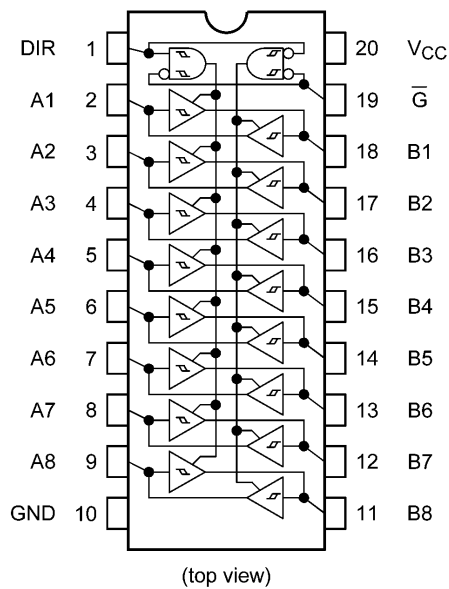 DIR 1 20 VCC
A1 2 19 G̅
A2 3 18 B1
A3 4 17 B2
A4 5 16 B3
A5 6 15 B4
A6 7 14 B5
A7 8 13 B6
A8 9 12 B7
GND 10 11 B8
(top view)